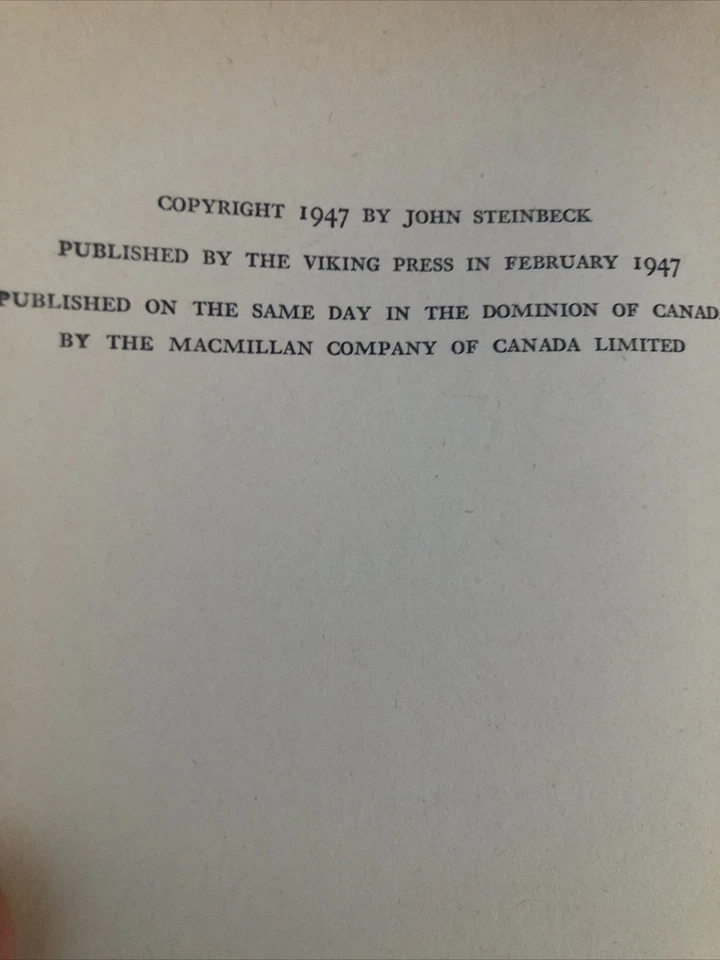 COPYRIGHT 1947 BY JOHN STEINBECK
PUBLISHED BY THE VIKING PRESS IN FEBRUARY 1947
PUBLISHED ON THE SAME DAY IN THE DOMINION OF CANAD
BY THE MACMILLAN COMPANY OF CANADA LIMITED